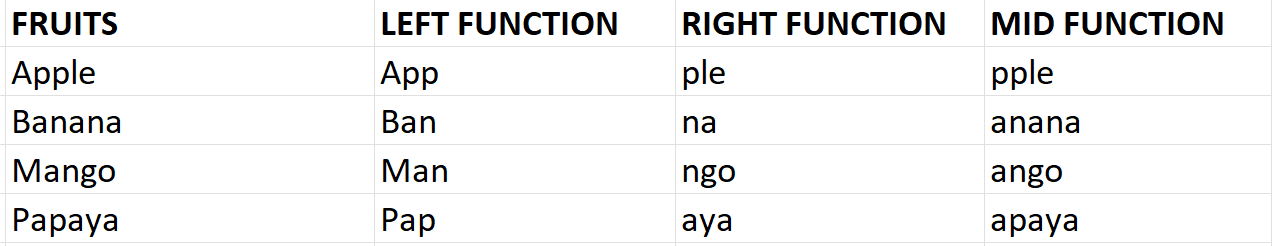 FRUITS LEFT FUNCTION RIGHT FUNCTION MID FUNCTION
Apple App ple pple
Banana Ban na anana
Mango Man ngo ango
Papaya Pap aya apaya